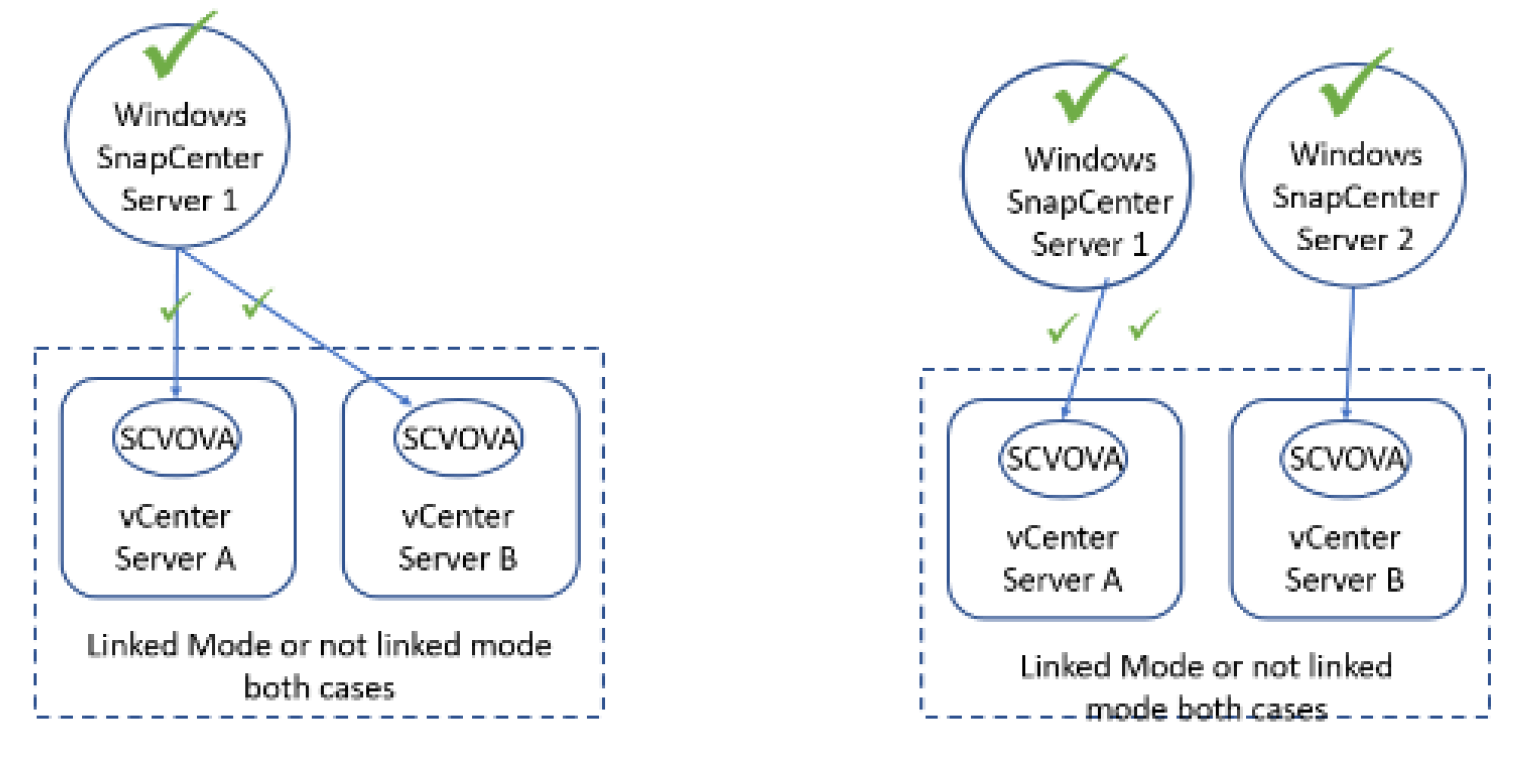 Windows
SnapCenter
Server 1
SCVOVA
vCenter
Server A
SCVOVA
vCenter
Server B
Linked Mode or not linked mode
both cases
Windows
SnapCenter
Server 1
Windows
SnapCenter
Server 2
SCVOVA
vCenter
Server A
SCVOVA
vCenter
Server B
Linked Mode or not linked
mode both cases